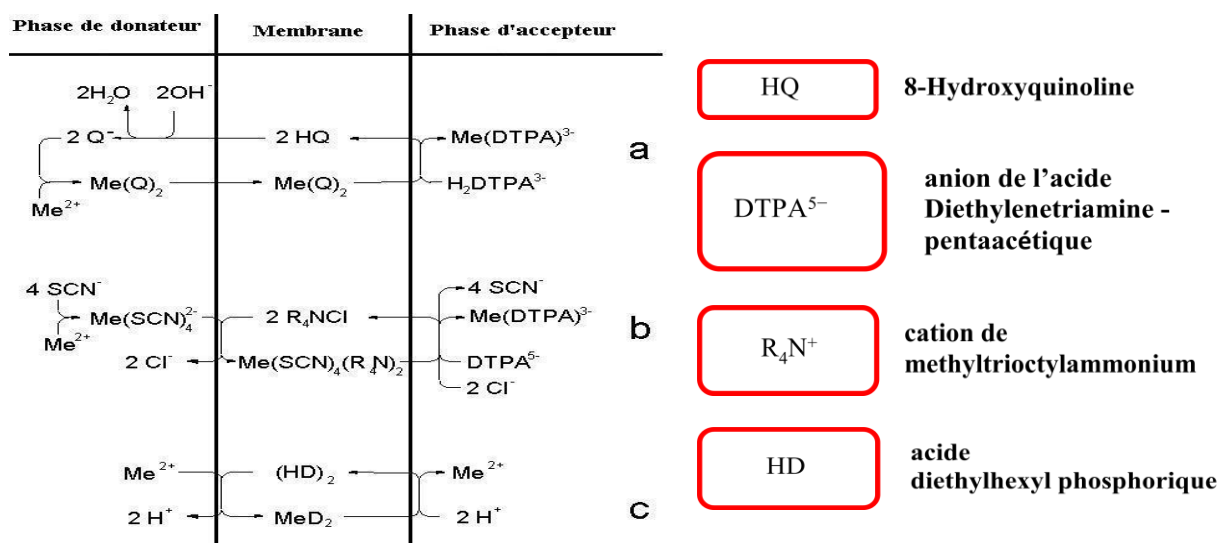 Phase de donateur Membrane Phase d'accepteur
2H₂O 2OH⁻
2 Q⁻ 2 HQ Me(DTPA)³⁻
a
Me(Q)₂ Me(Q)₂ H₂DTPA³⁻
Me²⁺
4 SCN⁻ 4 SCN⁻
Me(SCN)₄²⁻ 2 R₄NCl Me(DTPA)³⁻
b
Me²⁺
2 Cl⁻ Me(SCN)₄(R₄N)₂ DTPA⁵⁻
2 Cl⁻
Me²⁺ (HD)₂ Me²⁺
2 H⁺ MeD₂ 2 H⁺
c
HQ 8-Hydroxyquinoline
DTPA⁵⁻ anion de l'acide
Diethylenetriamine -
pentaacétique
R₄N⁺ cation de
methyltrioctylammonium
HD acide
diethylhexyl phosphorique